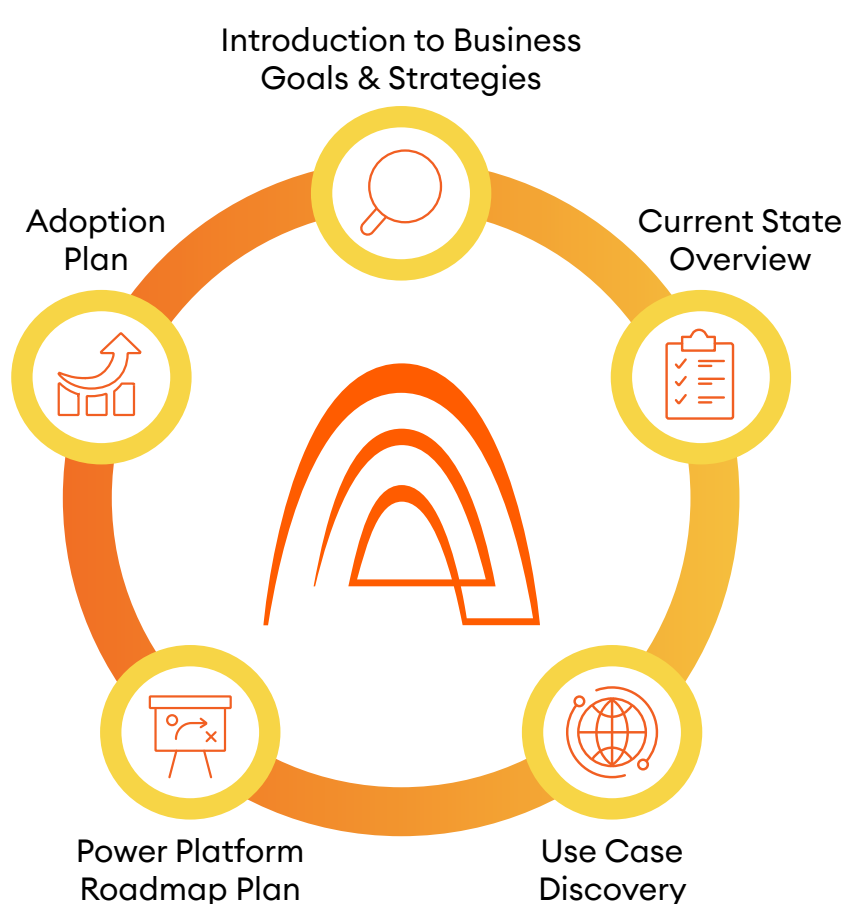 Introduction to Business
Goals & Strategies
Current State
Overview
Use Case
Discovery
Power Platform
Roadmap Plan
Adoption
Plan